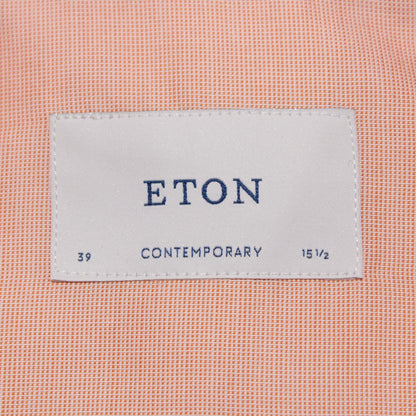 ETON
39 CONTEMPORARY 15 1/2